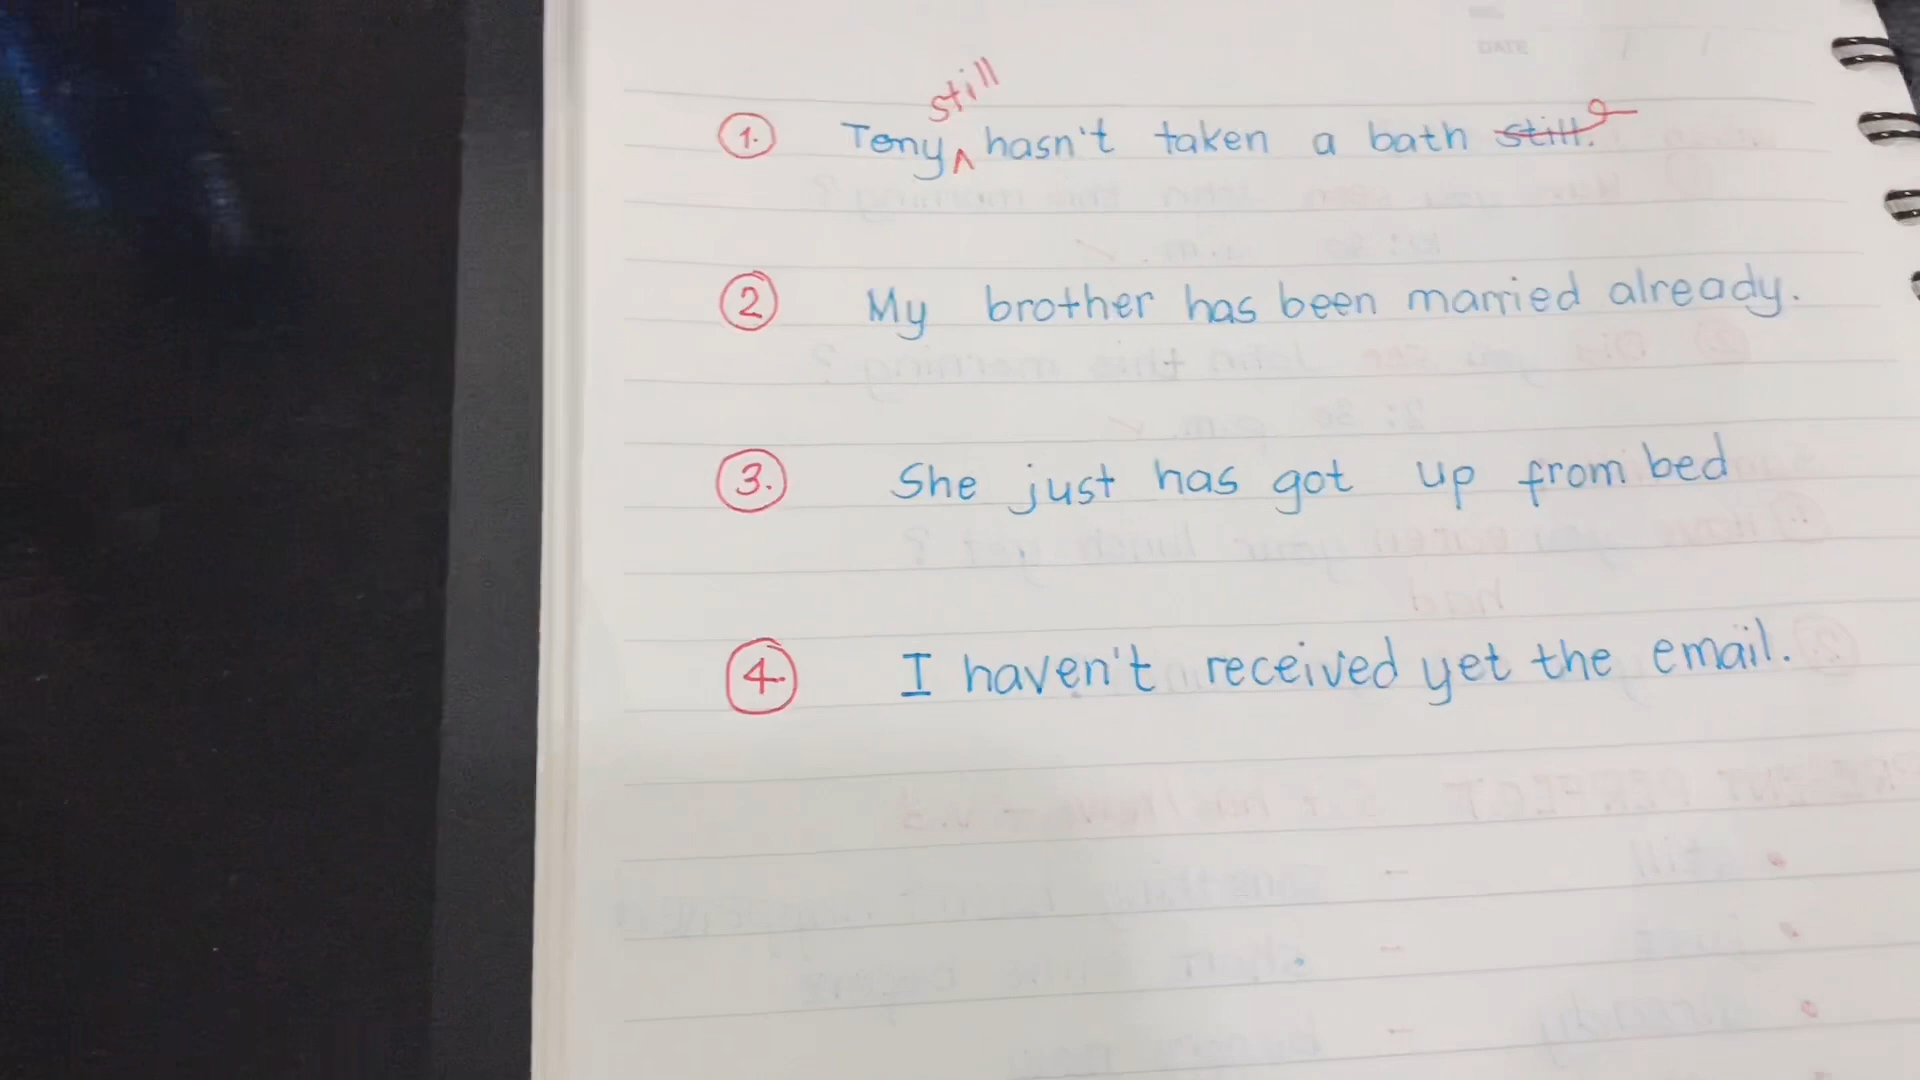 DATE
still
1. Tony ^ hasn't taken a bath still.
2 My brother has been married already.
3. She just has got up from bed
4. I haven't received yet the email.